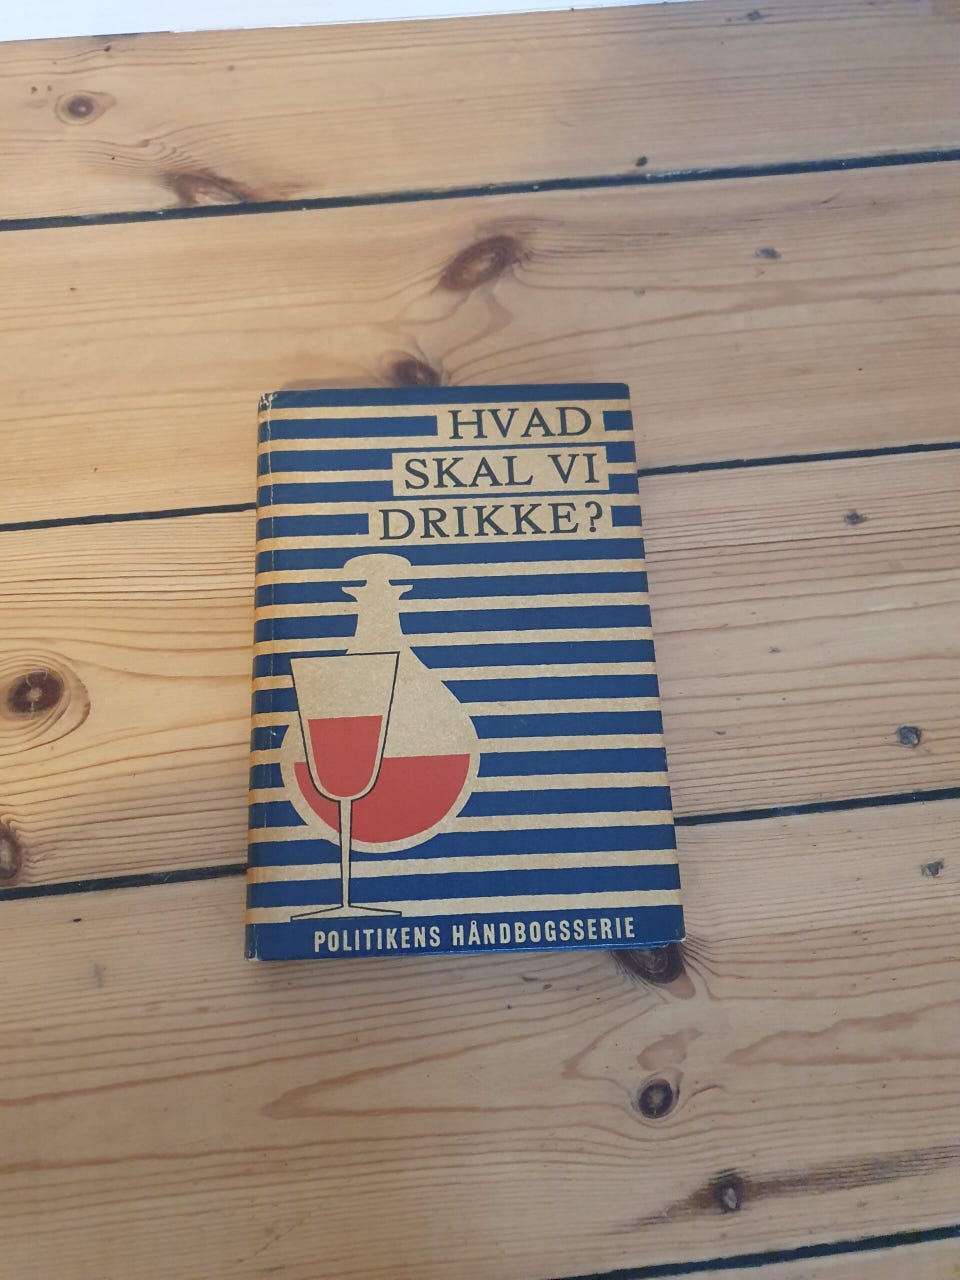 HVAD
SKAL VI
DRIKKE?
POLITIKENS HÅNDBOGSSERIE